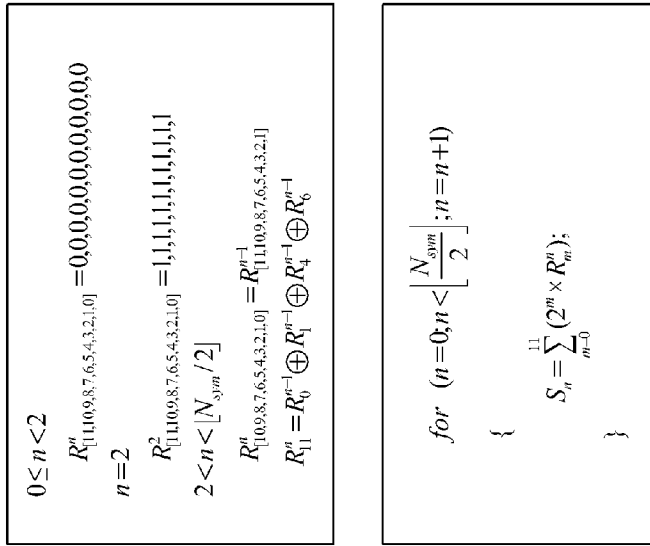 0 ≤ n < 2
R^n_[11,10,9,8,7,6,5,4,3,2,1,0] =0,0,0,0,0,0,0,0,0,0,0,0
n=2
R^2_[11,10,9,8,7,6,5,4,3,2,1,0] =1,1,1,1,1,1,1,1,1,1,1,1
2 < n < ⌊N_sym / 2⌋
R^n_[10,9,8,7,6,5,4,3,2,1,0] = R^{n-1}_[11,10,9,8,7,6,5,4,3,2,1]
R^n_11 = R^{n-1}_0 ⊕ R^{n-1}_1 ⊕ R^{n-1}_4 ⊕ R^{n-1}_6
for (n=0; n < ⌊N_sym / 2⌋; n=n+1)
{
S_n = ∑_{m=0}^{11} (2^m × R^n_m);
}